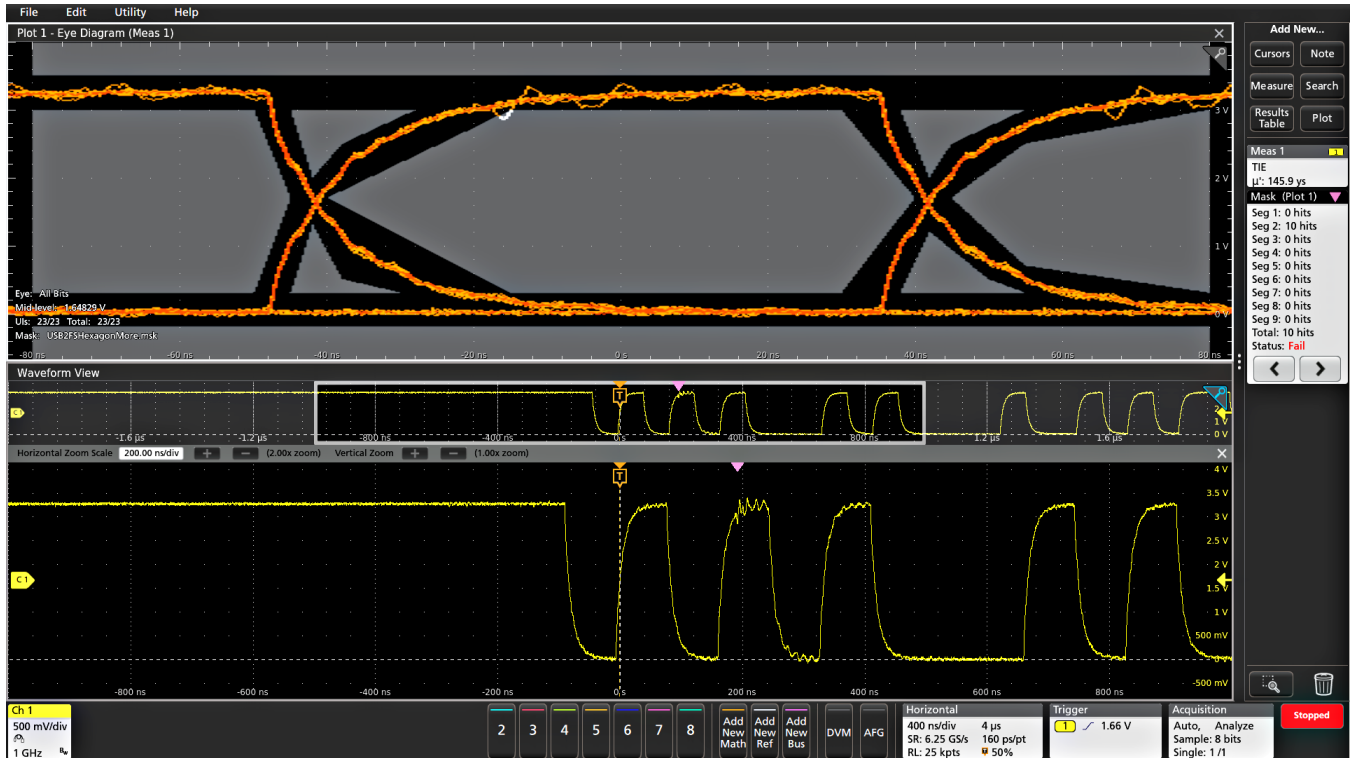 File Edit Utility Help
Plot 1 - Eye Diagram (Meas 1)
3 V
2 V
1 V
0 V
Eye: All Bits
Mid-level: 1.64829 V
UIs: 23/23 Total: 23/23
Mask: USB2FSHexagonMore.msk
-80 ns -60 ns -40 ns -20 ns 0 s 20 ns 40 ns 60 ns 80 ns
Waveform View
T
C1
2
1 V
0 V
-1.6 µs -1.2 µs -800 ns -400 ns 0 s 400 ns 800 ns 1.2 µs 1.6 µs
Horizontal Zoom Scale 200.00 ns/div + - (2.00x zoom) Vertical Zoom + - (1.00x zoom)
T
4 V
3.5 V
3 V
2.5 V
2 V
C 1
1.5 V
1 V
500 mV
-500 mV
-800 ns -600 ns -400 ns -200 ns 0s 200 ns 400 ns 600 ns 800 ns
Add New...
Cursors Note
Measure Search
Results Table Plot
Meas 1 1
TIE
µ': 145.9 ys
Mask (Plot 1)
Seg 1: 0 hits
Seg 2: 10 hits
Seg 3: 0 hits
Seg 4: 0 hits
Seg 5: 0 hits
Seg 6: 0 hits
Seg 7: 0 hits
Seg 8: 0 hits
Seg 9: 0 hits
Total: 10 hits
Status: Fail
Ch 1
500 mV/div
1 GHz Bw
2 3 4 5 6 7 8
Add New Math
Add New Ref
Add New Bus
DVM AFG
Horizontal
400 ns/div 4 µs
SR: 6.25 GS/s 160 ps/pt
RL: 25 kpts 50%
Trigger
1 1.66 V
Acquisition
Auto, Analyze
Sample: 8 bits
Single: 1 /1
Stopped